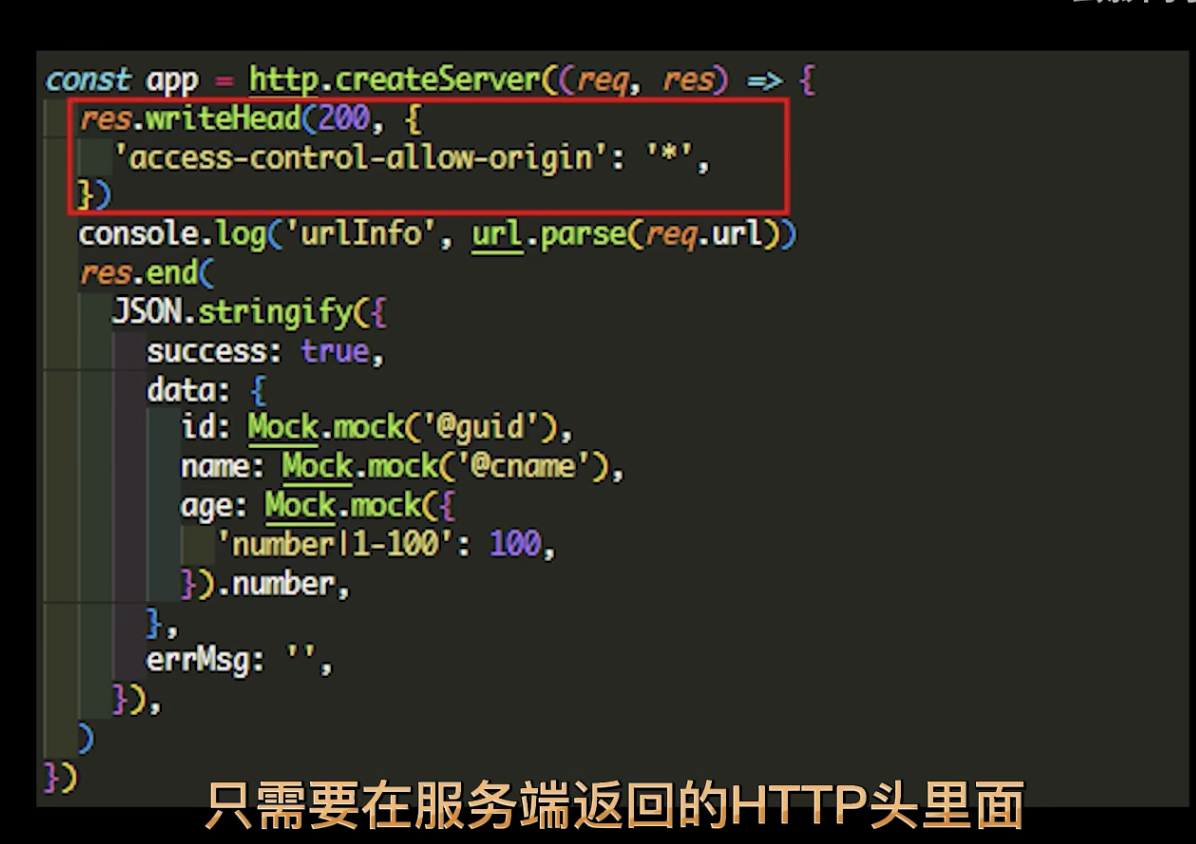 const app = http.createServer((req, res) => {
res.writeHead(200, {
'access-control-allow-origin': '*',
})
console.log('urlInfo', url.parse(req.url))
res.end(
JSON.stringify({
success: true,
data: {
id: Mock.mock('@guid'),
name: Mock.mock('@cname'),
age: Mock.mock({
'number|1-100': 100,
}).number,
},
errMsg: '',
}),
)
})
只需要在服务端返回的HTTP头里面